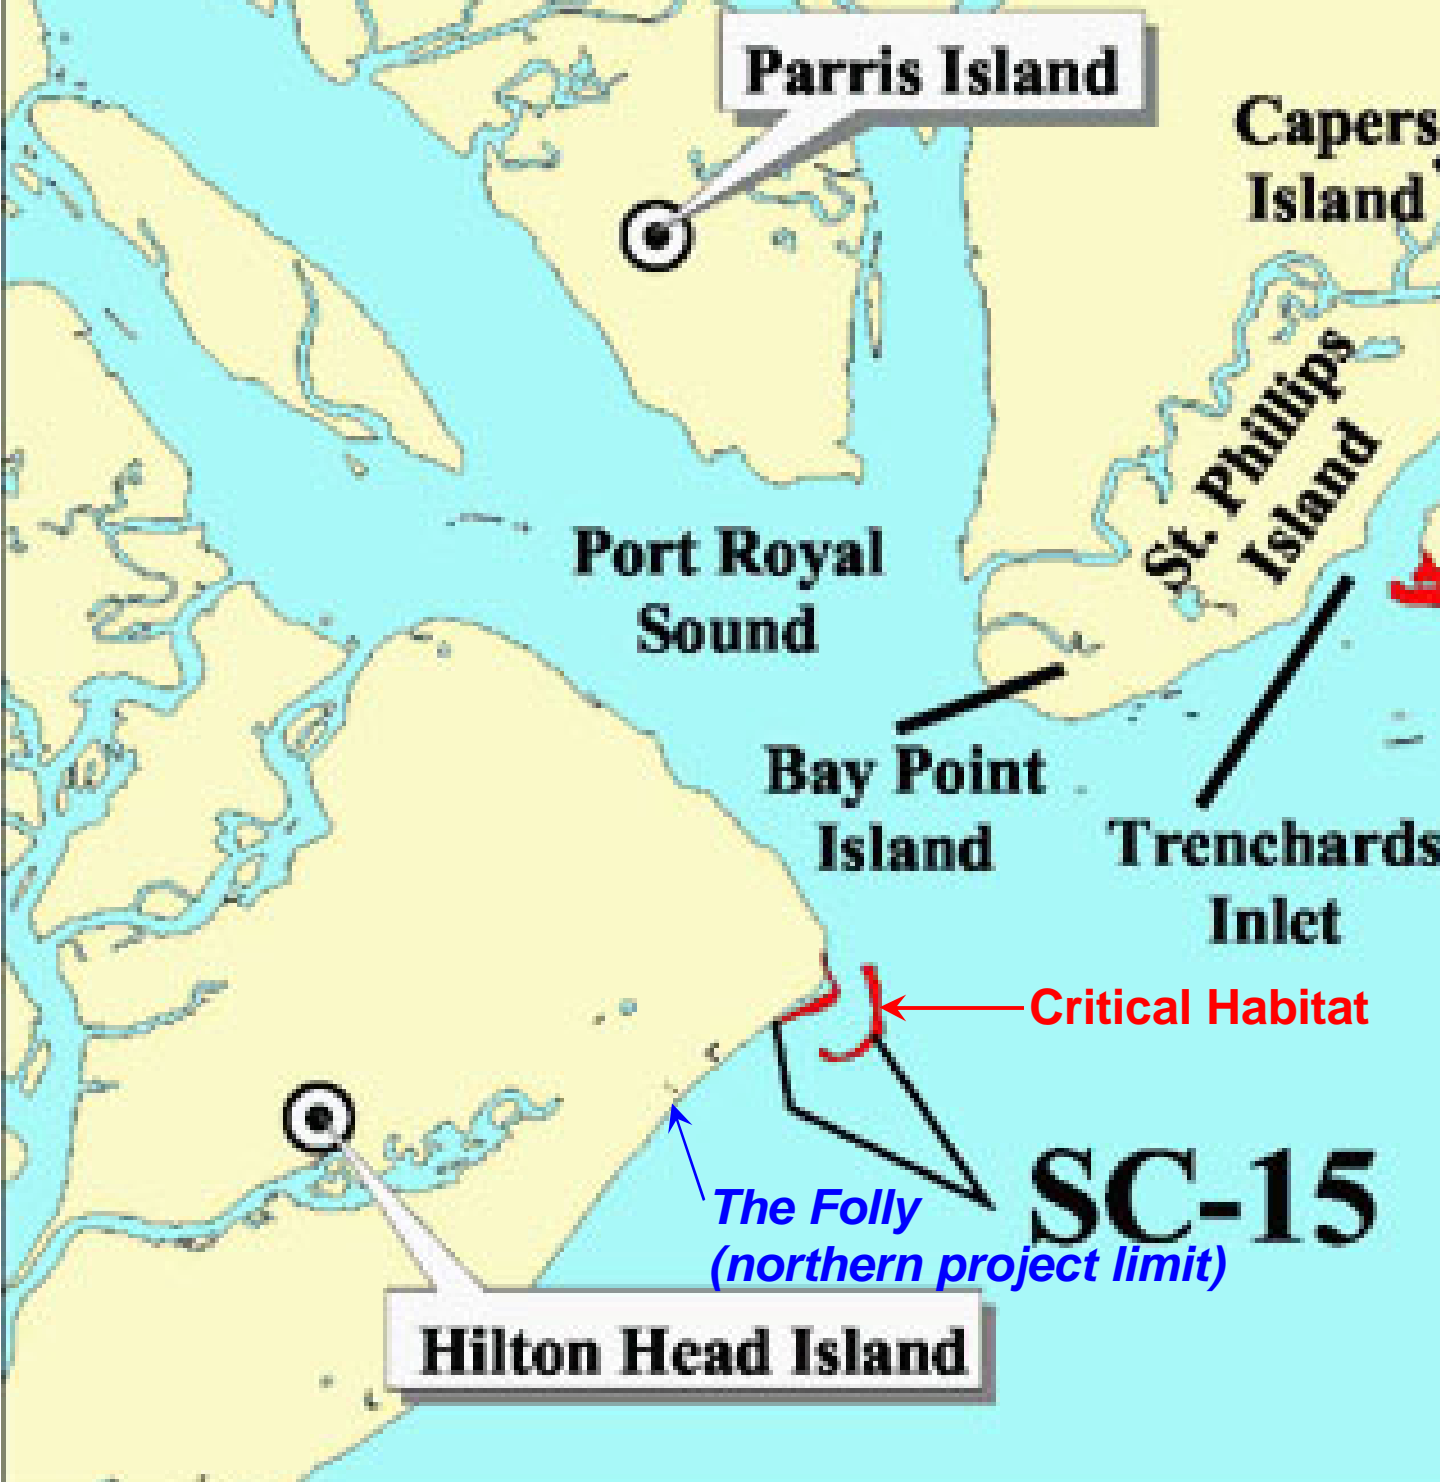 Parris Island
Capers
Island
St. Phillips
Island
Port Royal
Sound
Bay Point
Island
Trenchards
Inlet
Critical Habitat
SC-15
The Folly
(northern project limit)
Hilton Head Island